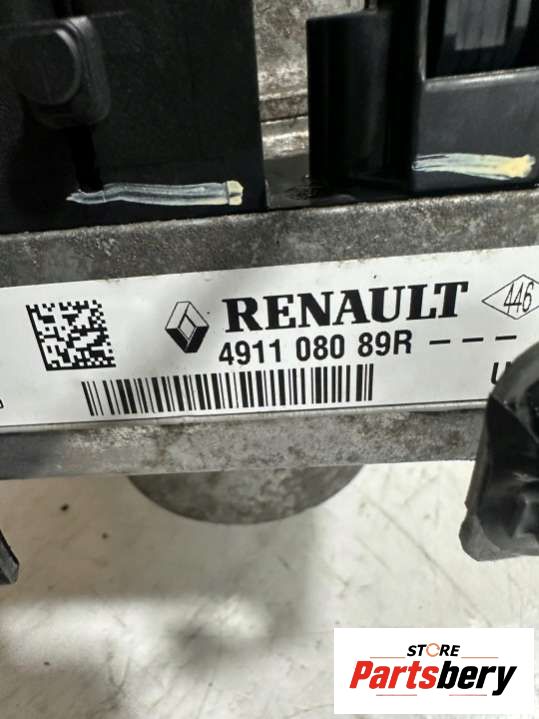 RENAULT
446
4911 080 89R ---
U
STORE
Partsbery